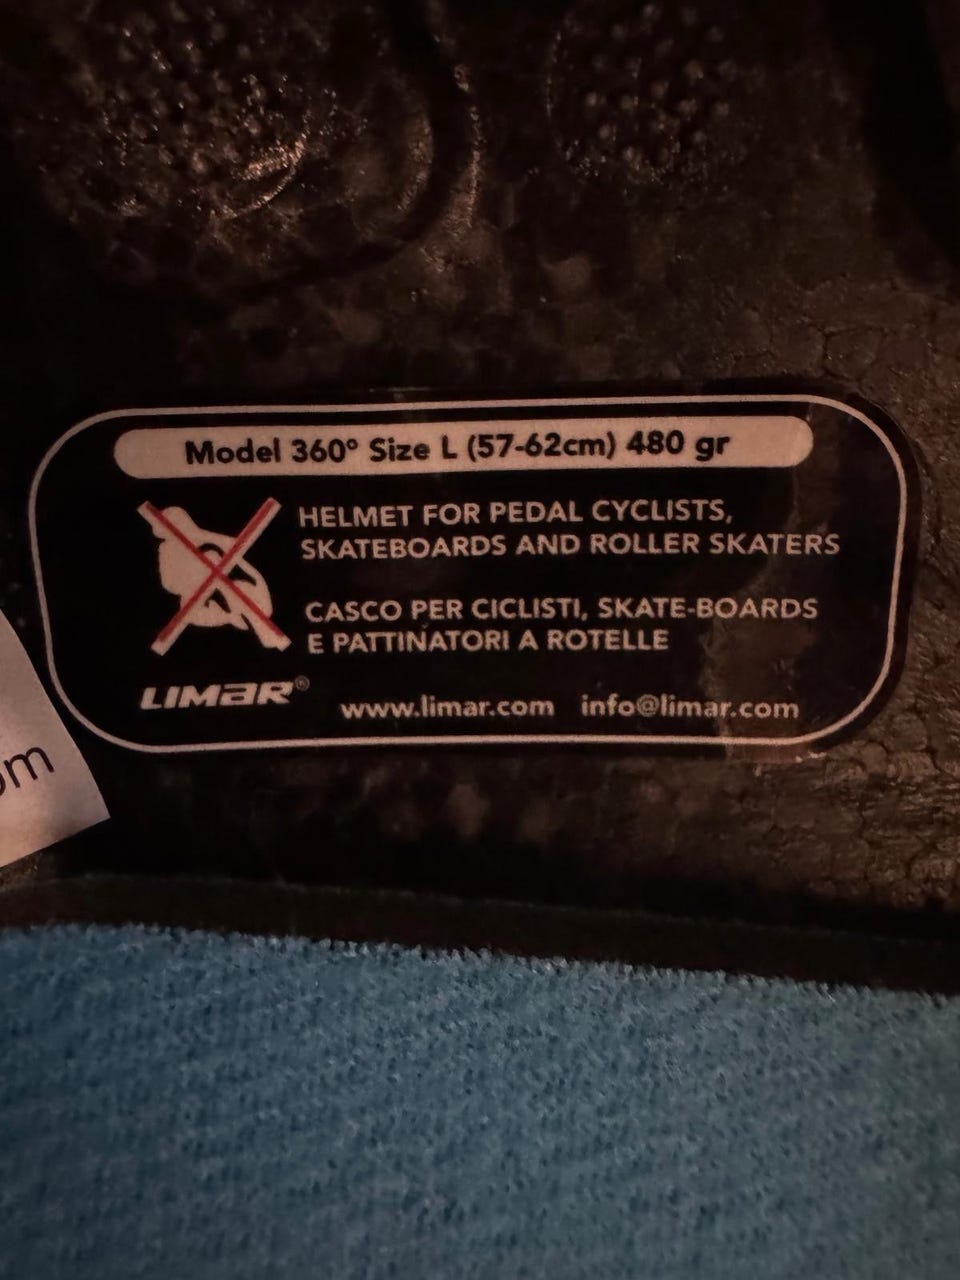 Model 360° Size L (57-62cm) 480 gr
HELMET FOR PEDAL CYCLISTS,
SKATEBOARDS AND ROLLER SKATERS
CASCO PER CICLISTI, SKATE-BOARDS
E PATTINATORI A ROTELLE
LIMAR®
www.limar.com info@limar.com
om